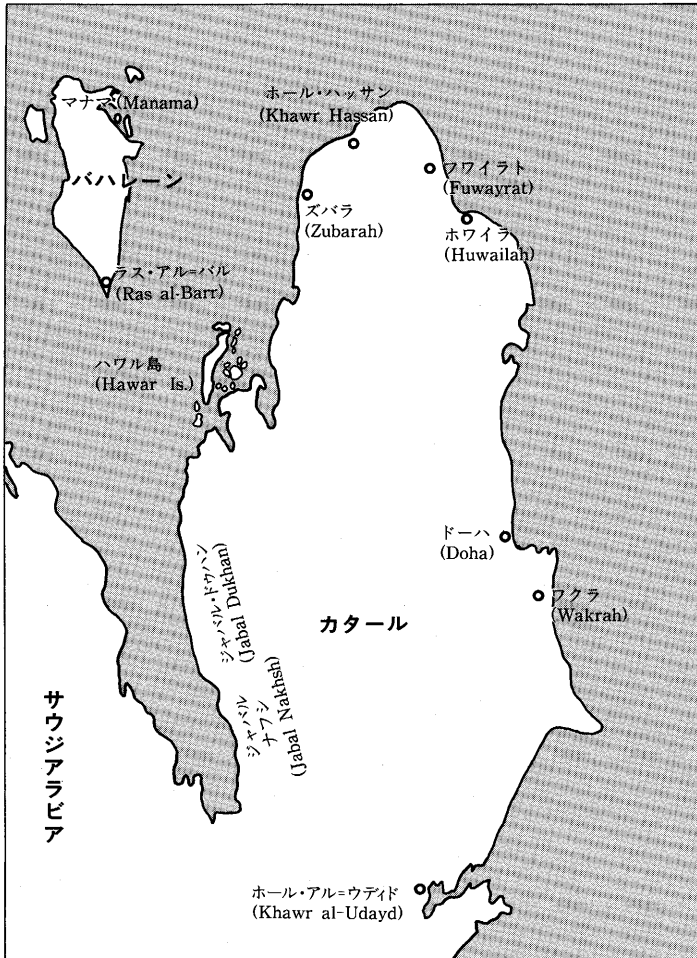 マナマ(Manama)
バハレーン
ラス・アル=バル
(Ras al-Barr)
ホール・ハッサン
(Khawr Hassan)
フワイラト
(Fuwayrat)
ズバラ
(Zubarah)
ホワイラ
(Huwailah)
ハワル島
(Hawar Is.)
ドーハ
(Doha)
ワクラ
(Wakrah)
カタール
ジャバル・ドゥハン
(Jabal Dukhan)
ジャバル
ナフシ
(Jabal Nakhsh)
サウジアラビア
ホール・アル=ウディド
(Khawr al-Udayd)